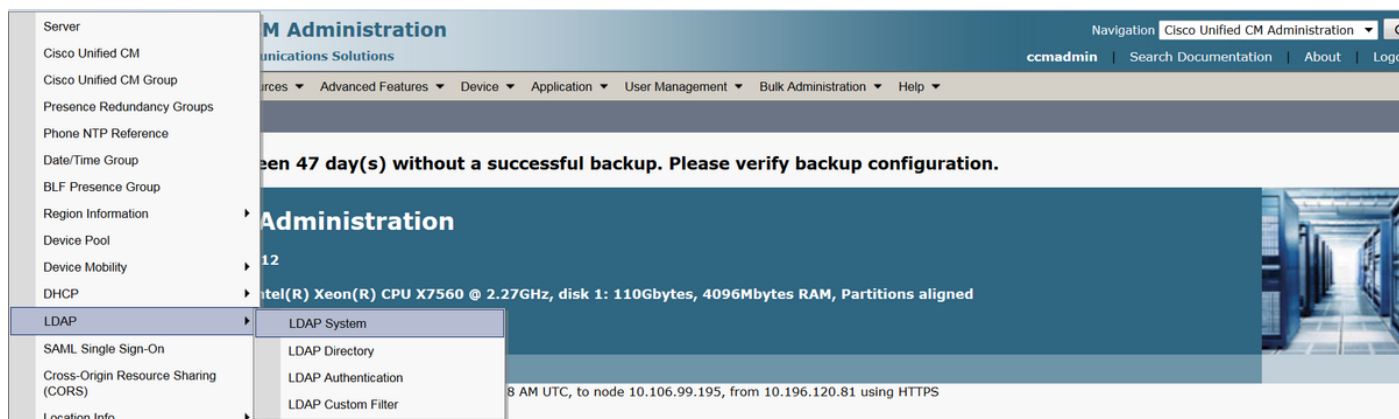 Server
Cisco Unified CM
Cisco Unified CM Group
Presence Redundancy Groups
Phone NTP Reference
Date/Time Group
BLF Presence Group
Region Information
Device Pool
Device Mobility
DHCP
LDAP
SAML Single Sign-On
Cross-Origin Resource Sharing
(CORS)
Location Info
LDAP System
LDAP Directory
LDAP Authentication
LDAP Custom Filter
M Administration
Navigation Cisco Unified CM Administration
Solutions
ccmadmin Search Documentation About
Advanced Features Device Application User Management Bulk Administration Help
47 day(s) without a successful backup. Please verify backup configuration.
Administration
12
Xeon(R) CPU X7560 @ 2.27GHz, disk 1: 110Gbytes, 4096Mbytes RAM, Partitions aligned
8 AM UTC, to node 10.106.99.195, from 10.196.120.81 using HTTPS